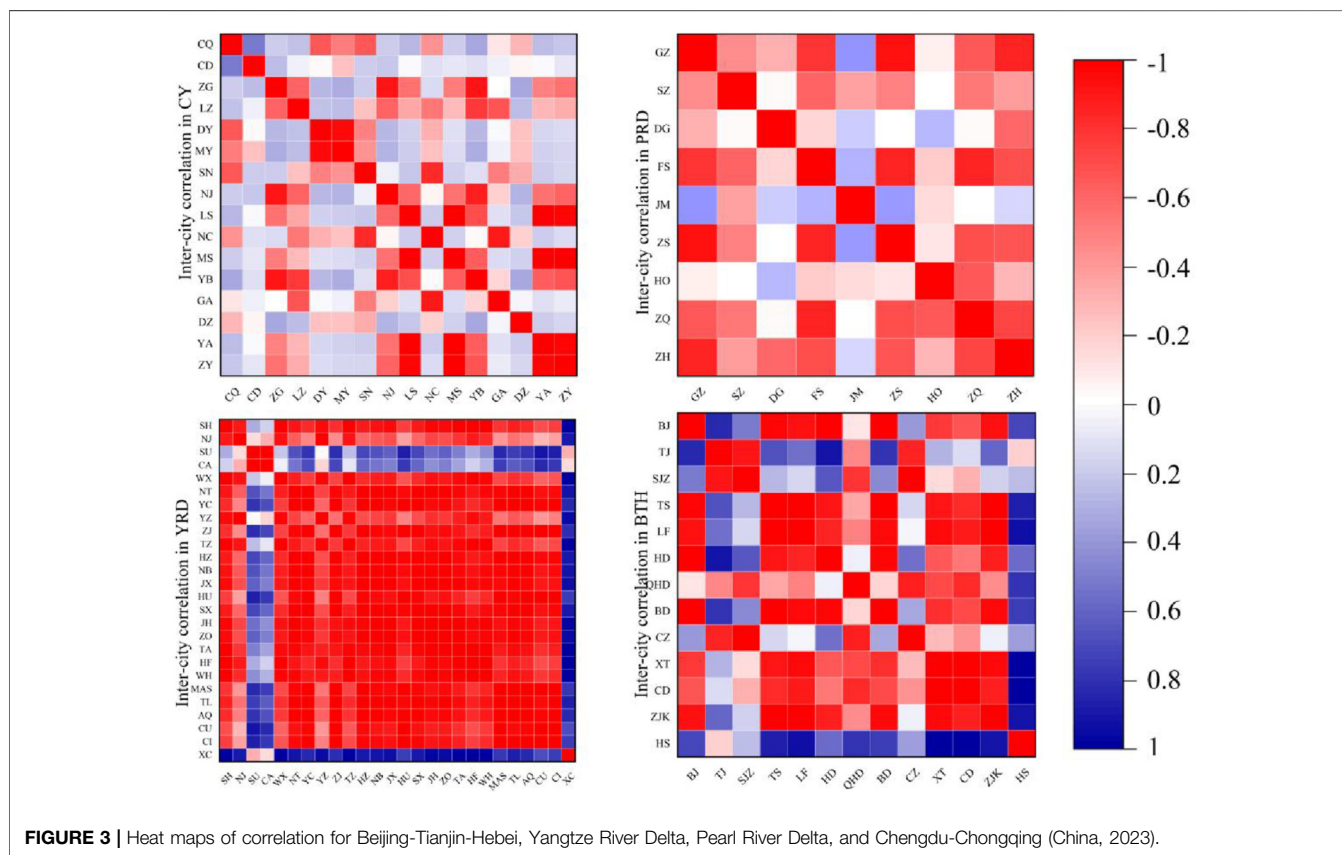 Inter-city correlation in CY
CQ
CD
ZG
LZ
DY
MY
SN
NJ
LS
NC
MS
YB
GA
DZ
YA
ZY
CQ CD ZG LZ DY MY SN NJ LS NC MS YB GA DZ YA ZY
Inter-city correlation in PRD
GZ
SZ
DG
FS
JM
ZS
HO
ZQ
ZH
GZ SZ DG FS JM ZS HO ZQ ZH
-1
-0.8
-0.6
-0.4
-0.2
0
0.2
0.4
0.6
0.8
1
Inter-city correlation in YRD
SH
NJ
SU
CA
WX
NT
YC
YZ
ZJ
TZ
HZ
NB
JX
HU
SX
JH
ZO
TA
HF
WH
MAS
TL
AQ
CU
CI
XC
SH NJ SU CA WX NT YC YZ ZJ TZ HZ NB JX HU SX JH ZO TA HF WH MAS TL AQ CU CI XC
Inter-city correlation in BTH
BJ
TJ
SJZ
TS
LF
HD
QHD
BD
CZ
XT
CD
ZJK
HS
BJ TJ SJZ TS LF HD QHD BD CZ XT CD ZJK HS
FIGURE 3 | Heat maps of correlation for Beijing-Tianjin-Hebei, Yangtze River Delta, Pearl River Delta, and Chengdu-Chongqing (China, 2023).